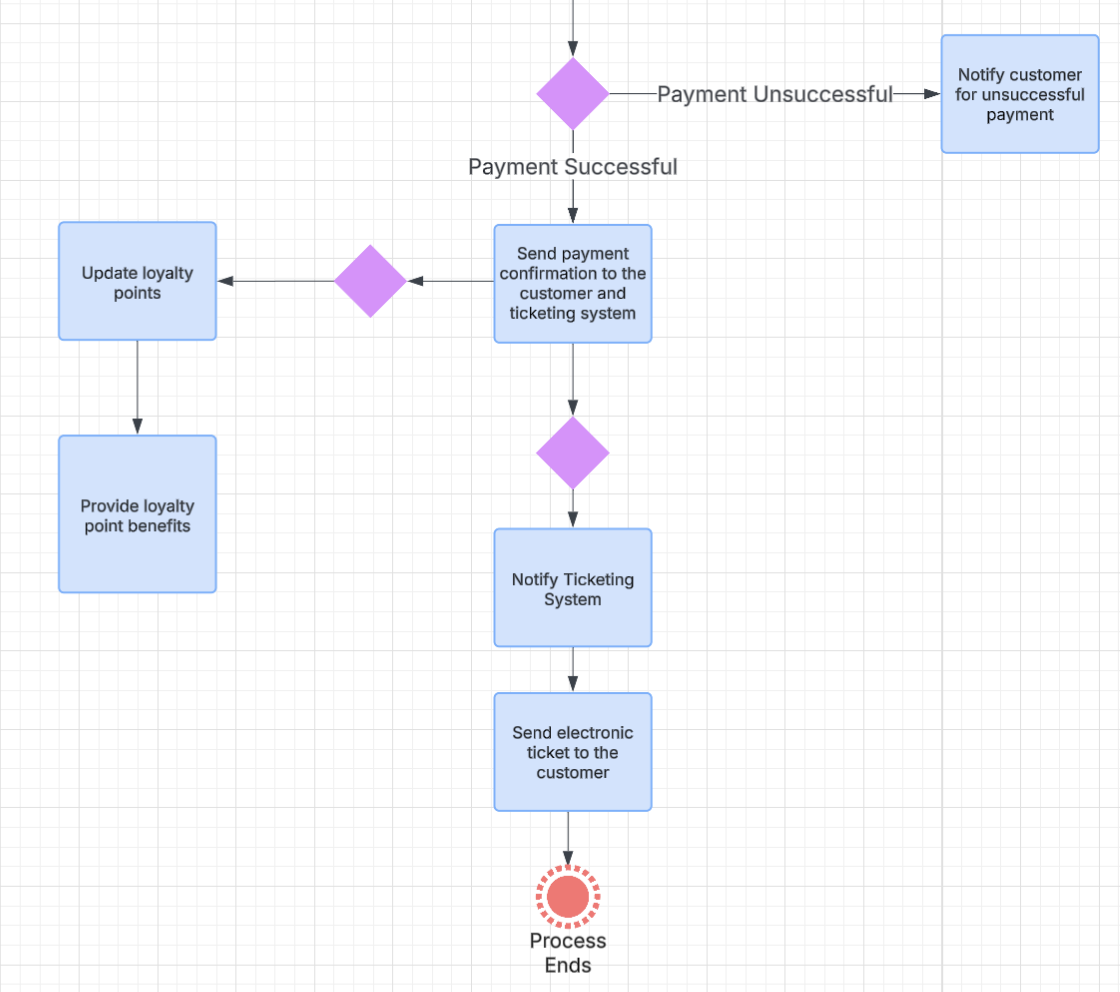 Notify customer
for unsuccessful
payment
Payment Unsuccessful
Payment Successful
Send payment
confirmation to the
customer and
ticketing system
Update loyalty
points
Provide loyalty
point benefits
Notify Ticketing
System
Send electronic
ticket to the
customer
Process
Ends